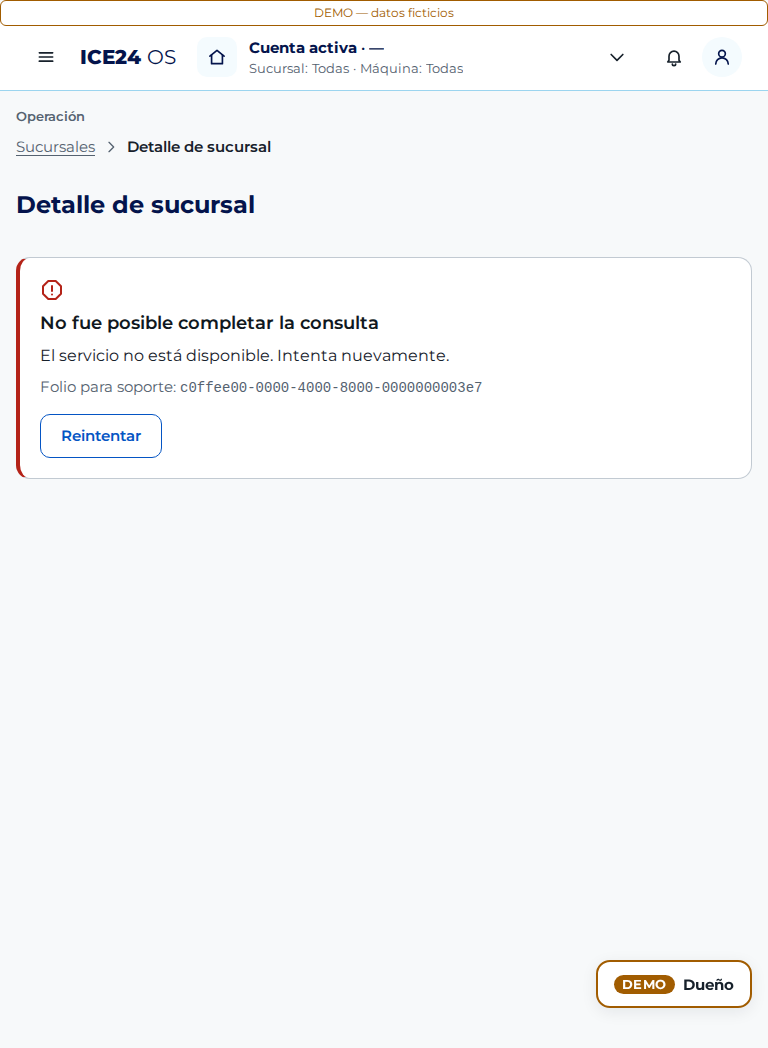 DEMO — datos ficticios
ICE24 OS
Cuenta activa · —
Sucursal: Todas · Máquina: Todas
Operación
Sucursales > Detalle de sucursal
Detalle de sucursal
No fue posible completar la consulta
El servicio no está disponible. Intenta nuevamente.
Folio para soporte: c0ffee00-0000-4000-8000-0000000003e7
Reintentar
DEMO Dueño